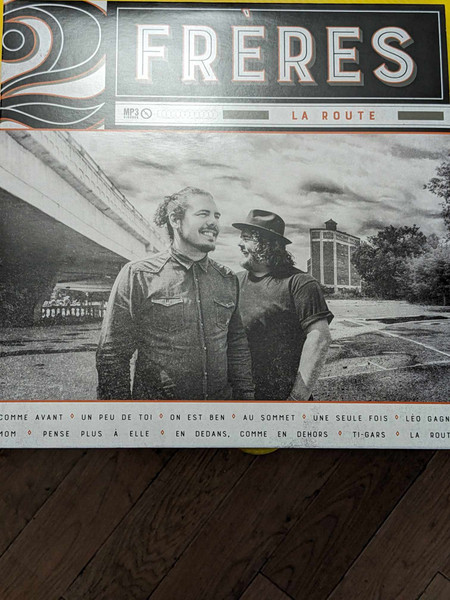 2 FRERES
MP3
LA ROUTE
COMME AVANT ◊ UN PEU DE TOI ◊ ON EST BEN ◊ AU SOMMET ◊ UNE SEULE FOIS ◊ LÉO GAGN
MOM ◊ PENSE PLUS À ELLE ◊ EN DEDANS, COMME EN DEHORS ◊ TI-GARS ◊ LA ROUT